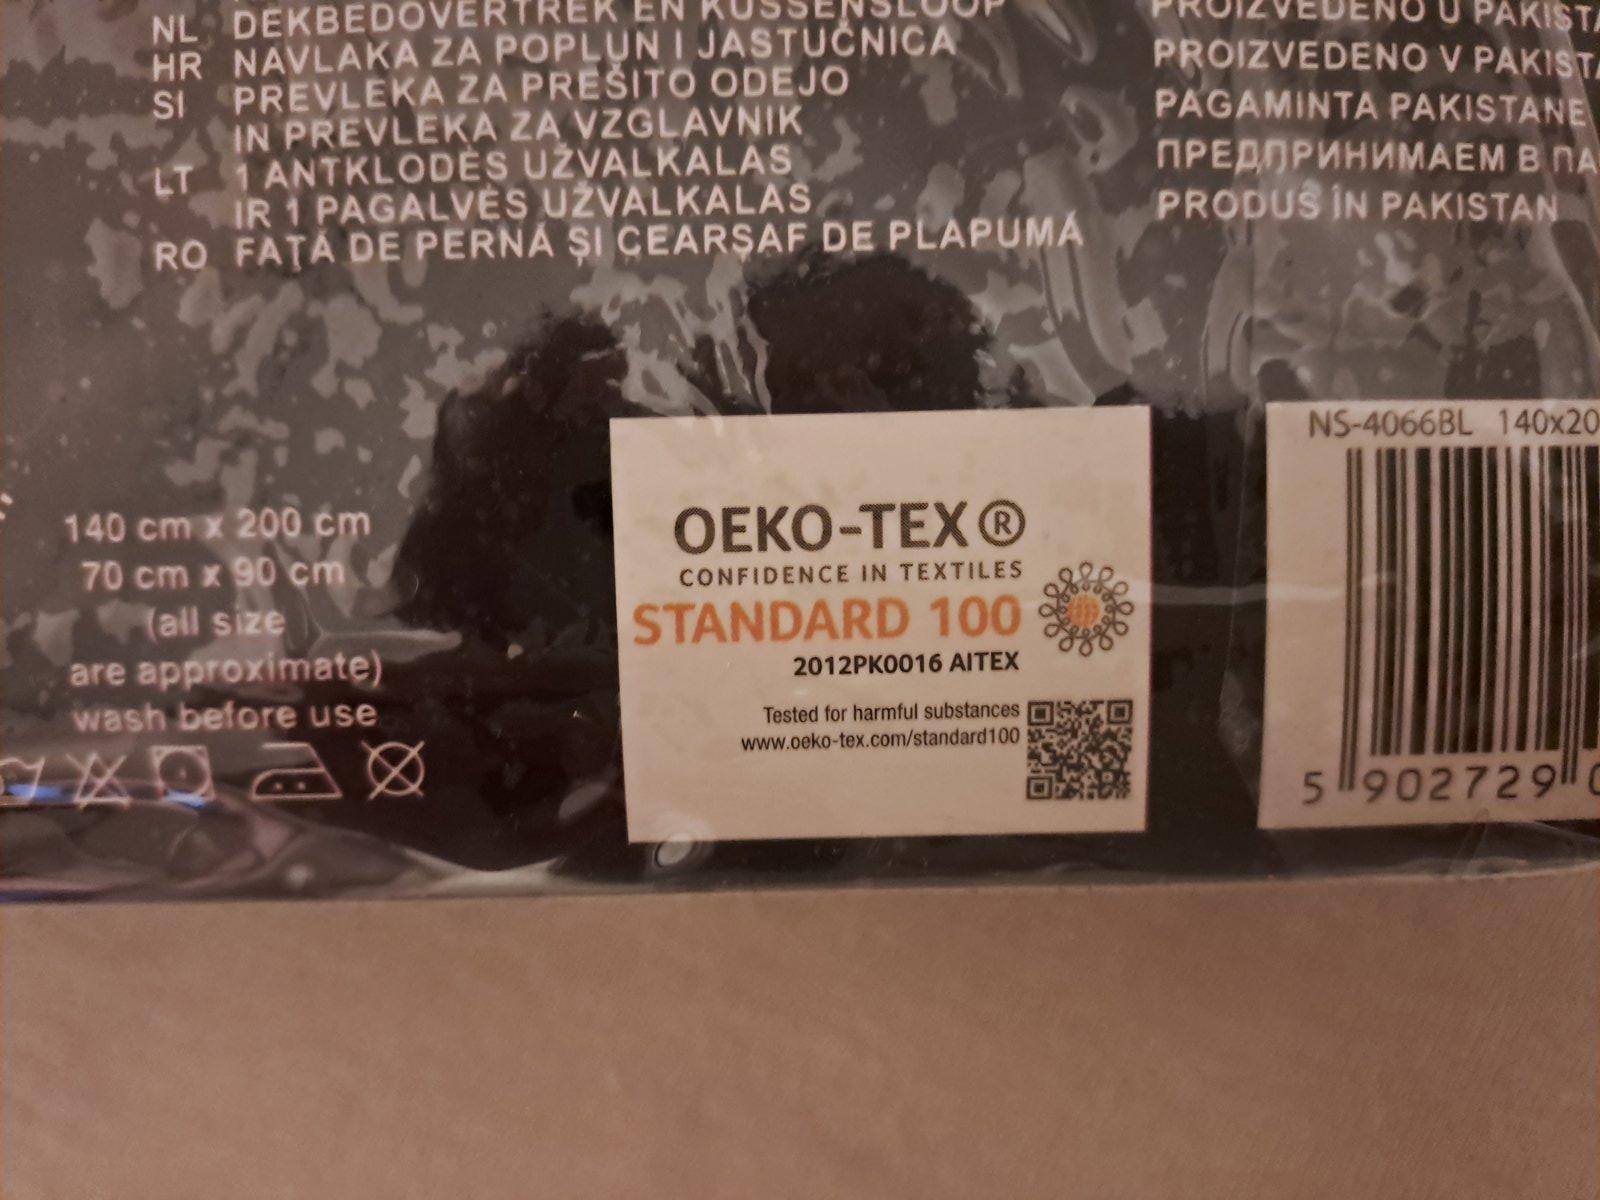 NL DEKBEDOVERTREK EN KUSSENSLOOP
HR NAVLAKA ZA POPLUN I JASTUČNICA
SI PREVLEKA ZA PREŠITO ODEJO
IN PREVLEKA ZA VZGLAVNIK
LT 1 ANTKLODĖS UŽVALKALAS
IR 1 PAGALVĖS UŽVALKALAS
RO FAȚĂ DE PERNĂ ȘI CEARȘAF DE PLAPUMĂ
PROIZVEDENO U PAKISTA
PROIZVEDENO V PAKISTA
PAGAMINTA PAKISTANE
ПРЕДПРИНИМАЕМ В ПА
PRODUS ÎN PAKISTAN
140 cm x 200 cm
70 cm x 90 cm
(all size
are approximate)
wash before use
OEKO-TEX®
CONFIDENCE IN TEXTILES
STANDARD 100
2012PK0016 AITEX
Tested for harmful substances
www.oeko-tex.com/standard100
NS-4066BL 140x20
5 902729